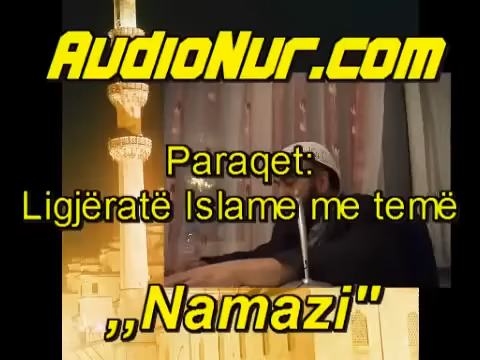 AudioNur.com
Paraqet:
Ligjëratë Islame me temë
,,Namazi"